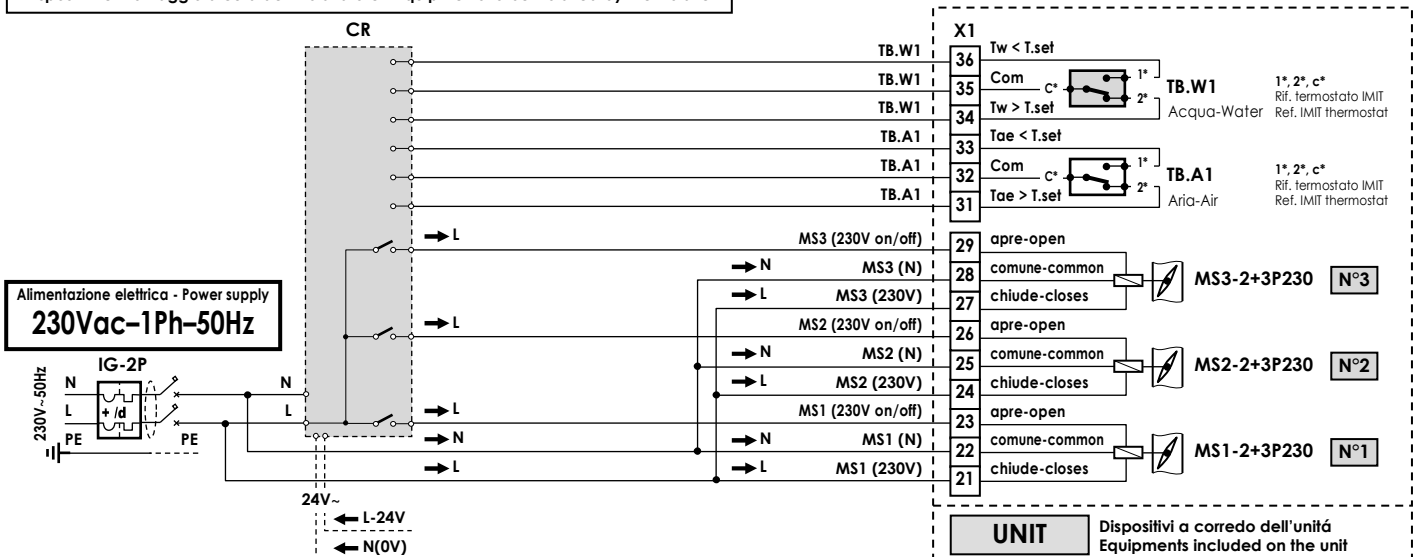 CR
X1
TB.W1
36
Tw < T.set
TB.W1
35
Com
C*
1*
2*
TB.W1
Acqua-Water
1*, 2*, c*
Rif. termostato IMIT
Ref. IMIT thermostat
TB.W1
34
Tw > T.set
TB.A1
33
Tae < T.set
TB.A1
32
Com
C*
1*
2*
TB.A1
Aria-Air
1*, 2*, c*
Rif. termostato IMIT
Ref. IMIT thermostat
TB.A1
31
Tae > T.set
L
MS3 (230V on/off)
29
apre-open
N
MS3 (N)
28
comune-common
MS3-2+3P230
N°3
L
MS3 (230V)
27
chiude-closes
L
MS2 (230V on/off)
26
apre-open
N
MS2 (N)
25
comune-common
MS2-2+3P230
N°2
L
MS2 (230V)
24
chiude-closes
L
MS1 (230V on/off)
23
apre-open
N
N
MS1 (N)
22
comune-common
MS1-2+3P230
N°1
L
L
MS1 (230V)
21
chiude-closes
Alimentazione elettrica - Power supply
230Vac–1Ph–50Hz
IG-2P
230V~50Hz
N
L
PE
+ /d
PE
N
L
24V~
L-24V
N(0V)
UNIT
Dispositivi a corredo dell'unitá
Equipments included on the unit